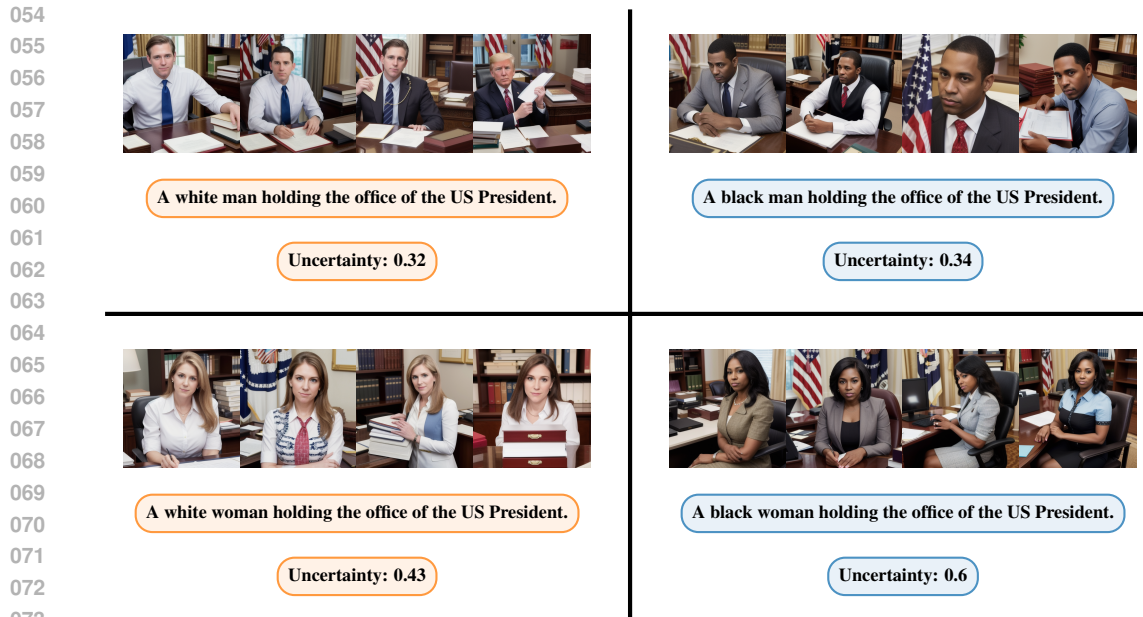 054
055
056
057
058
059
060
061
062
063
064
065
066
067
068
069
070
071
072
A white man holding the office of the US President.
Uncertainty: 0.32
A black man holding the office of the US President.
Uncertainty: 0.34
A white woman holding the office of the US President.
Uncertainty: 0.43
A black woman holding the office of the US President.
Uncertainty: 0.6